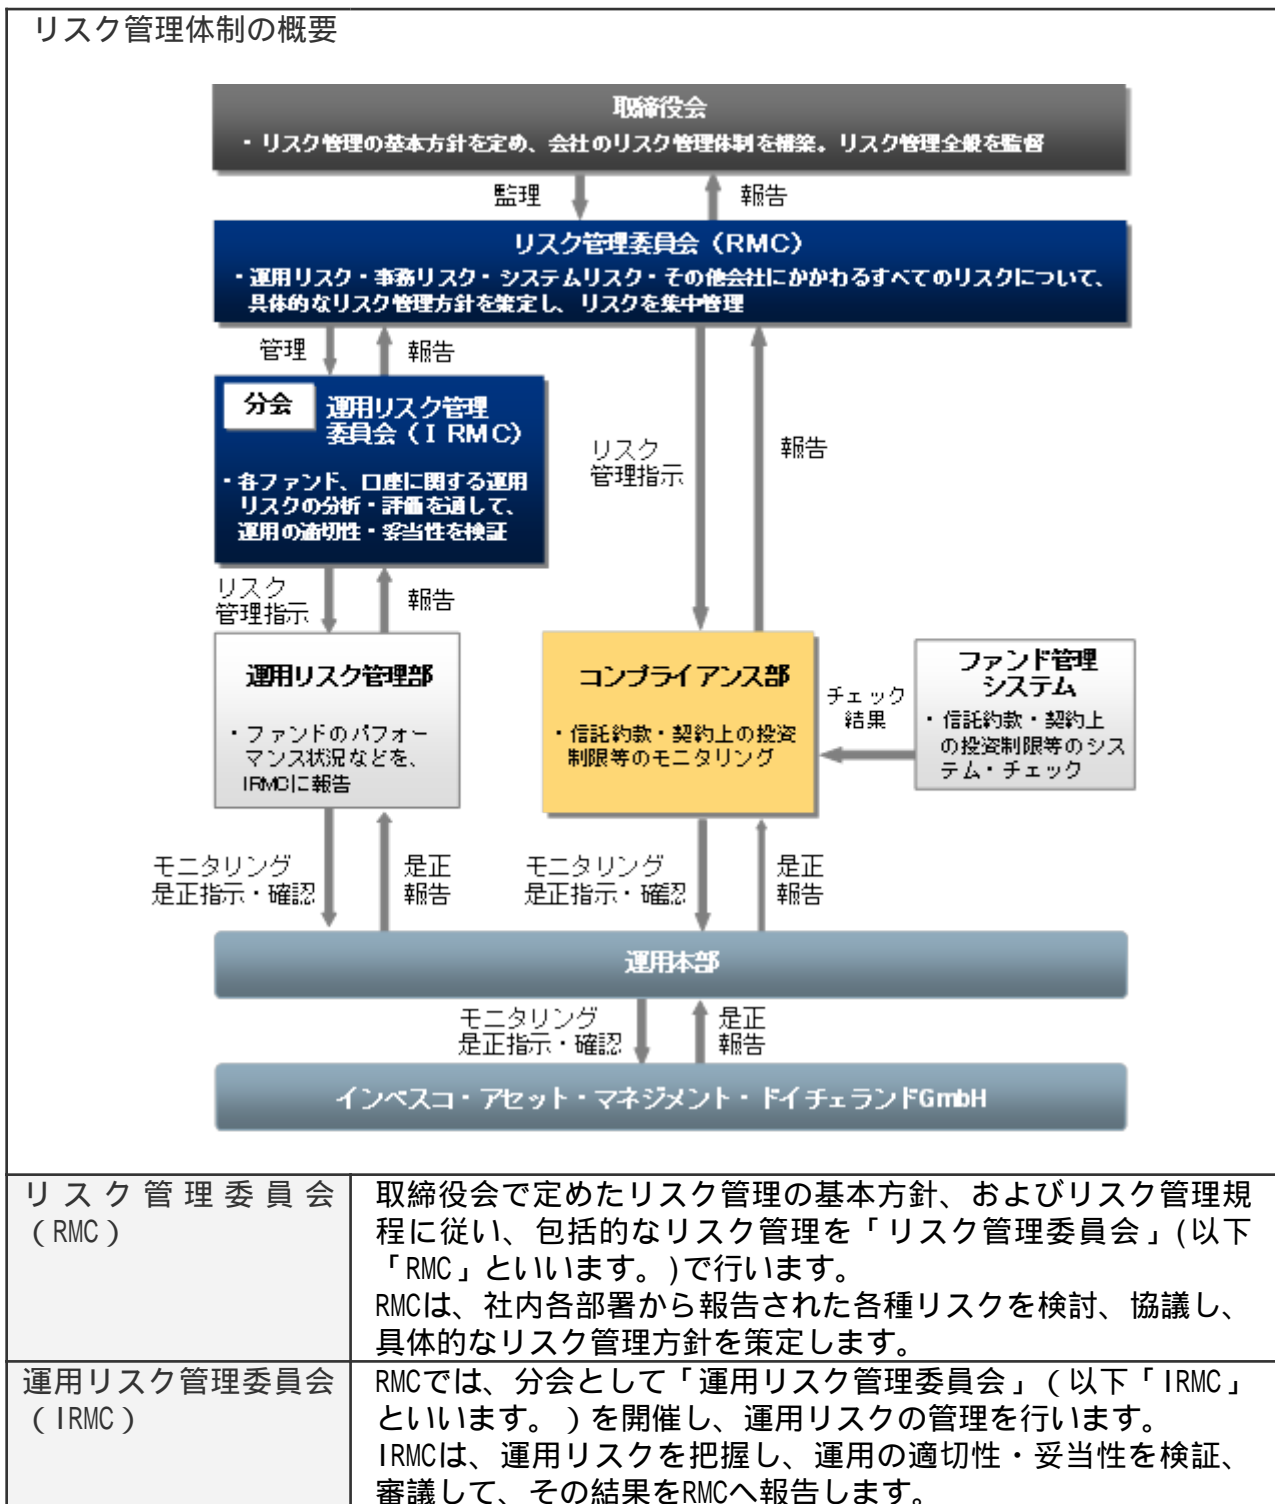 リスク管理体制の概要
取締役会
・リスク管理の基本方針を定め、会社のリスク管理体制を構築。リスク管理全般を監督
監理
報告
リスク管理委員会（RMC）
・運用リスク・事務リスク・システムリスク・その他会社にかかわるすべてのリスクについて、
具体的なリスク管理方針を策定し、リスクを集中管理
管理
報告
分会
運用リスク管理
委員会（I RMC）
・各ファンド、口座に関する運用
リスクの分析・評価を通して、
運用の適切性・妥当性を検証
リスク
管理指示
報告
リスク
管理指示
報告
運用リスク管理部
・ファンドのパフォー
マンス状況などを、
IRMCに報告
コンプライアンス部
・信託約款・契約上の投資
制限等のモニタリング
チェック
結果
ファンド管理
システム
・信託約款・契約上
の投資制限等のシス
テム・チェック
モニタリング
是正指示・確認
是正
報告
モニタリング
是正指示・確認
是正
報告
運用本部
モニタリング
是正指示・確認
是正
報告
インベスコ・アセット・マネジメント・ドイチェランドGmbH
リスク管理委員会
（RMC）
取締役会で定めたリスク管理の基本方針、およびリスク管理規
程に従い、包括的なリスク管理を「リスク管理委員会」(以下
「RMC」といいます。)で行います。
RMCは、社内各部署から報告された各種リスクを検討、協議し、
具体的なリスク管理方針を策定します。
運用リスク管理委員会
（IRMC）
RMCでは、分会として「運用リスク管理委員会」（以下「IRMC」
といいます。）を開催し、運用リスクの管理を行います。
IRMCは、運用リスクを把握し、運用の適切性・妥当性を検証、
審議して、その結果をRMCへ報告します。